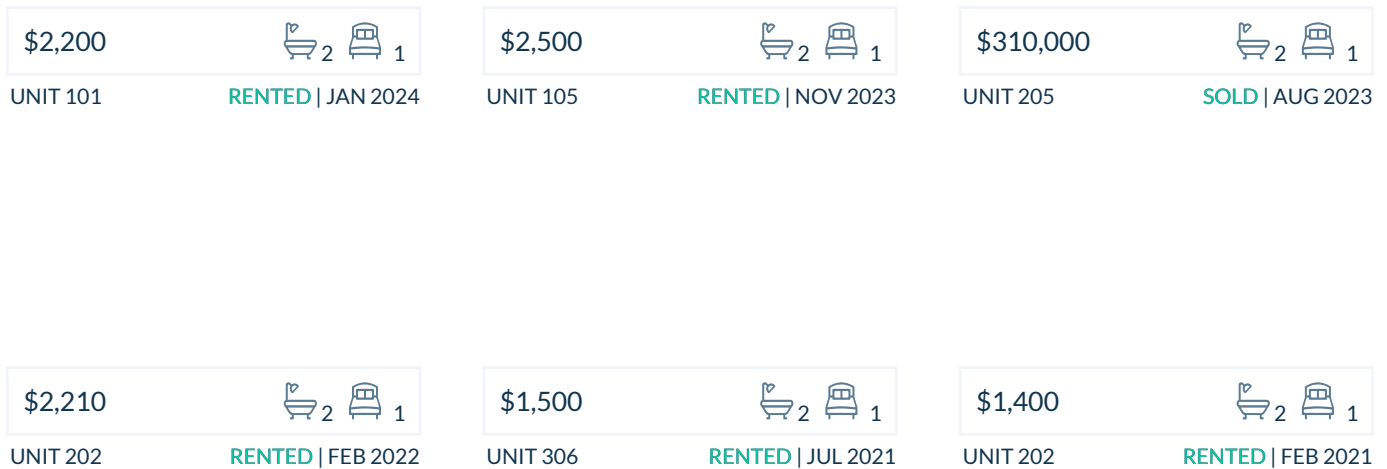 $2,200 2 1
UNIT 101 RENTED | JAN 2024
$2,500 2 1
UNIT 105 RENTED | NOV 2023
$310,000 2 1
UNIT 205 SOLD | AUG 2023
$2,210 2 1
UNIT 202 RENTED | FEB 2022
$1,500 2 1
UNIT 306 RENTED | JUL 2021
$1,400 2 1
UNIT 202 RENTED | FEB 2021